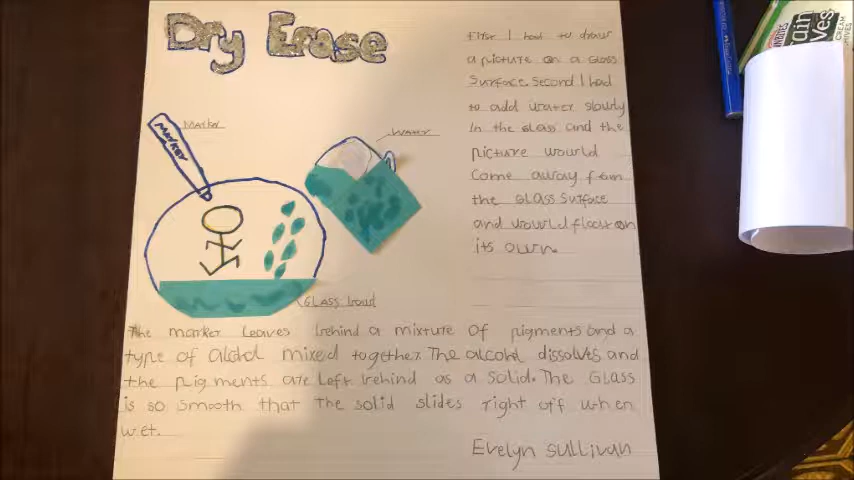 Dry Erase
First I had to draw
a picture on a glass
Surface. Second I had
to add water slowly
in the glass and the
picture would
come away from
the glass surface
and would float on
its own.
Marker
MARKER
Water
GLASS bowl
The marker leaves behind a mixture of pigments and a
type of alcohol mixed together. The alcohol dissolves and
the pigments are left behind as a solid. The Glass
is so smooth that the solid slides right off when
wet.
Evelyn Sullivan